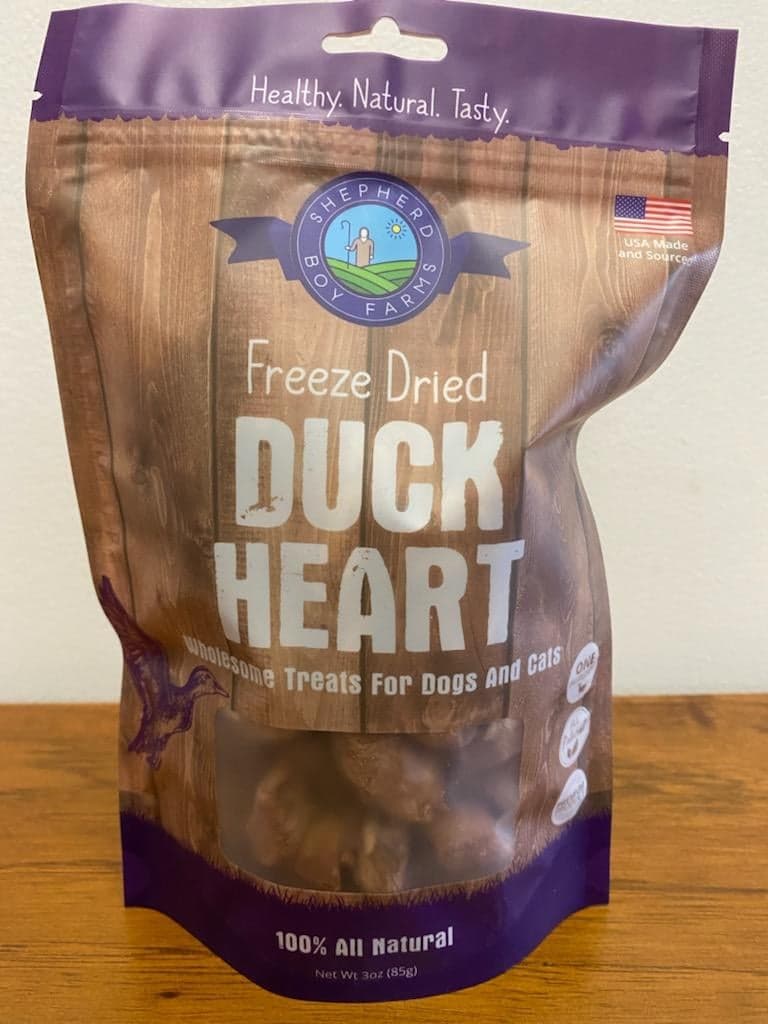 Healthy. Natural. Tasty.
SHEPHERD
BOY FARMS
USA Made
and Sourced
Freeze Dried
DUCK
HEART
Wholesome Treats For Dogs And Cats
ONE
100% All Natural
Net Wt 3oz (85g)